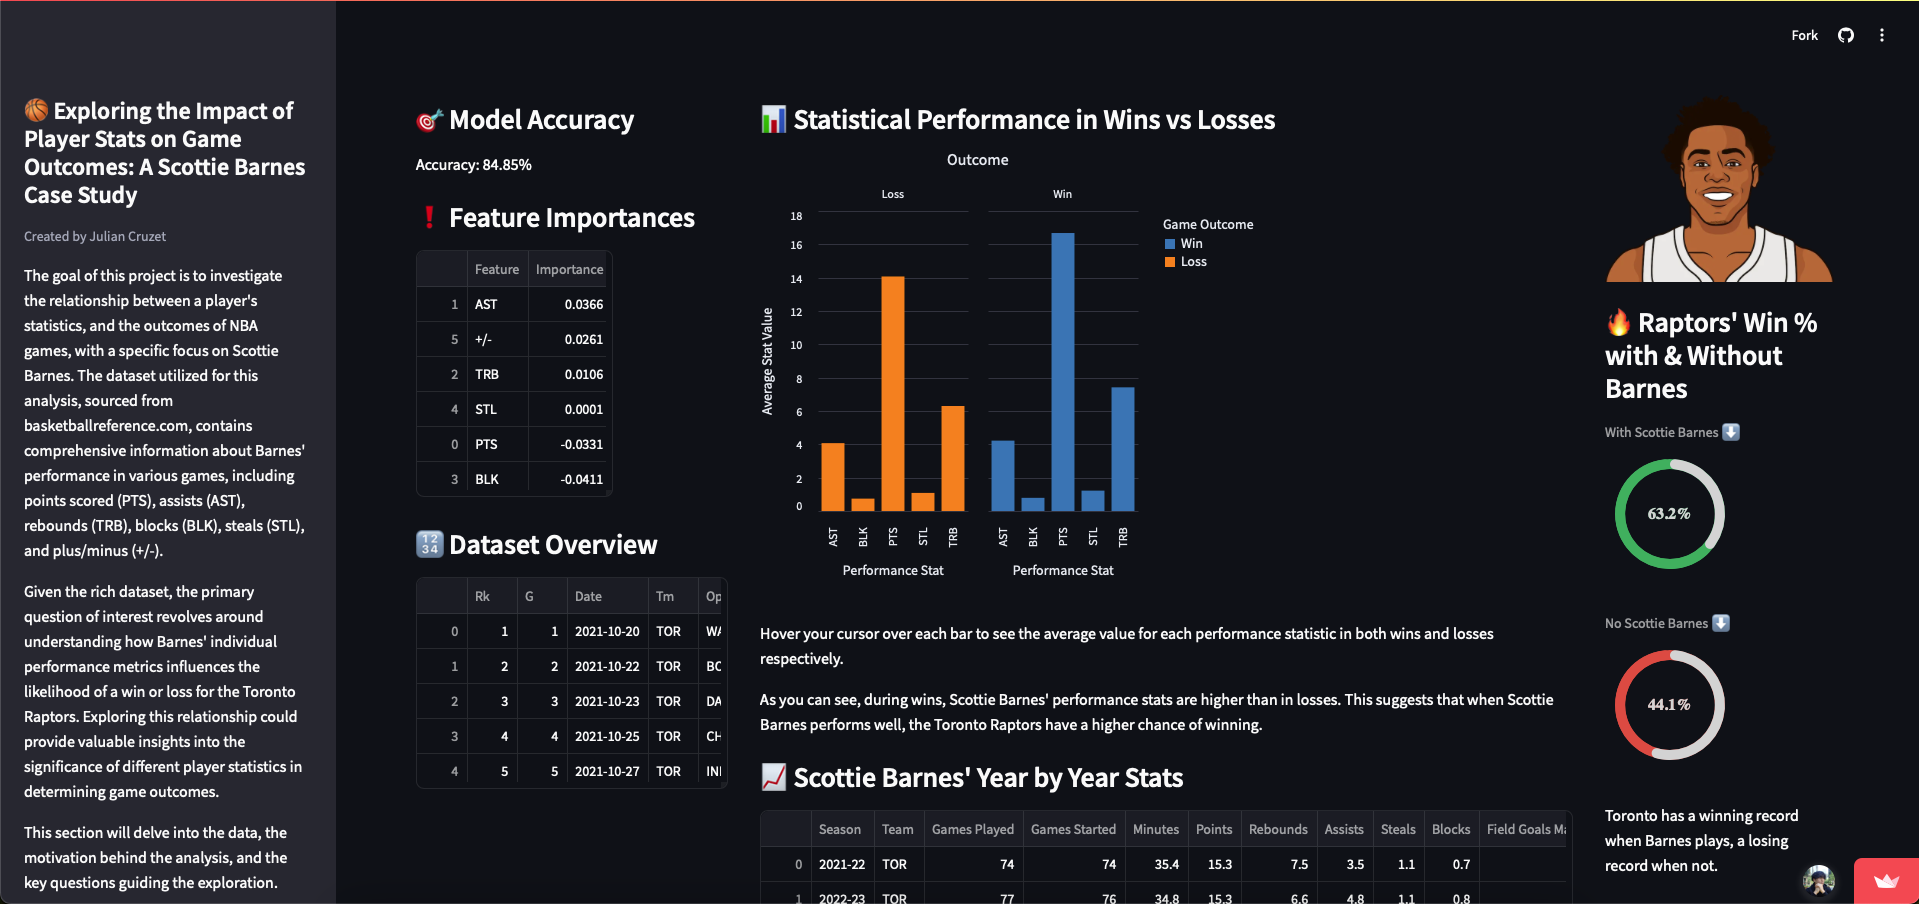 Fork
Exploring the Impact of
Player Stats on Game
Outcomes: A Scottie Barnes
Case Study
Created by Julian Cruzet
The goal of this project is to investigate
the relationship between a player's
statistics, and the outcomes of NBA
games, with a specific focus on Scottie
Barnes. The dataset utilized for this
analysis, sourced from
basketballreference.com, contains
comprehensive information about Barnes'
performance in various games, including
points scored (PTS), assists (AST),
rebounds (TRB), blocks (BLK), steals (STL),
and plus/minus (+/-).
Given the rich dataset, the primary
question of interest revolves around
understanding how Barnes' individual
performance metrics influences the
likelihood of a win or loss for the Toronto
Raptors. Exploring this relationship could
provide valuable insights into the
significance of different player statistics in
determining game outcomes.
This section will delve into the data, the
motivation behind the analysis, and the
key questions guiding the exploration.
Model Accuracy
Accuracy: 84.85%
Feature Importances
Feature Importance
1 AST 0.0366
5 +/- 0.0261
2 TRB 0.0106
4 STL 0.0001
0 PTS -0.0331
3 BLK -0.0411
1234 Dataset Overview
Rk G Date Tm Op
0 1 1 2021-10-20 TOR WA
1 2 2 2021-10-22 TOR BO
2 3 3 2021-10-23 TOR DA
3 4 4 2021-10-25 TOR CH
4 5 5 2021-10-27 TOR IN
Statistical Performance in Wins vs Losses
Outcome
Loss Win
Average Stat Value
18
16
14
12
10
8
6
4
2
0
AST BLK PTS STL TRB AST BLK PTS STL TRB
Performance Stat Performance Stat
Game Outcome
Win
Loss
Hover your cursor over each bar to see the average value for each performance statistic in both wins and losses
respectively.
As you can see, during wins, Scottie Barnes' performance stats are higher than in losses. This suggests that when Scottie
Barnes performs well, the Toronto Raptors have a higher chance of winning.
Scottie Barnes' Year by Year Stats
Season Team Games Played Games Started Minutes Points Rebounds Assists Steals Blocks Field Goals Ma
0 2021-22 TOR 74 74 35.4 15.3 7.5 3.5 1.1 0.7
1 2022-23 TOR 77 76 34.8 15.3 6.6 4.8 1.1 0.8
Raptors' Win %
with & Without
Barnes
With Scottie Barnes
63.2%
No Scottie Barnes
44.1%
Toronto has a winning record
when Barnes plays, a losing
record when not.